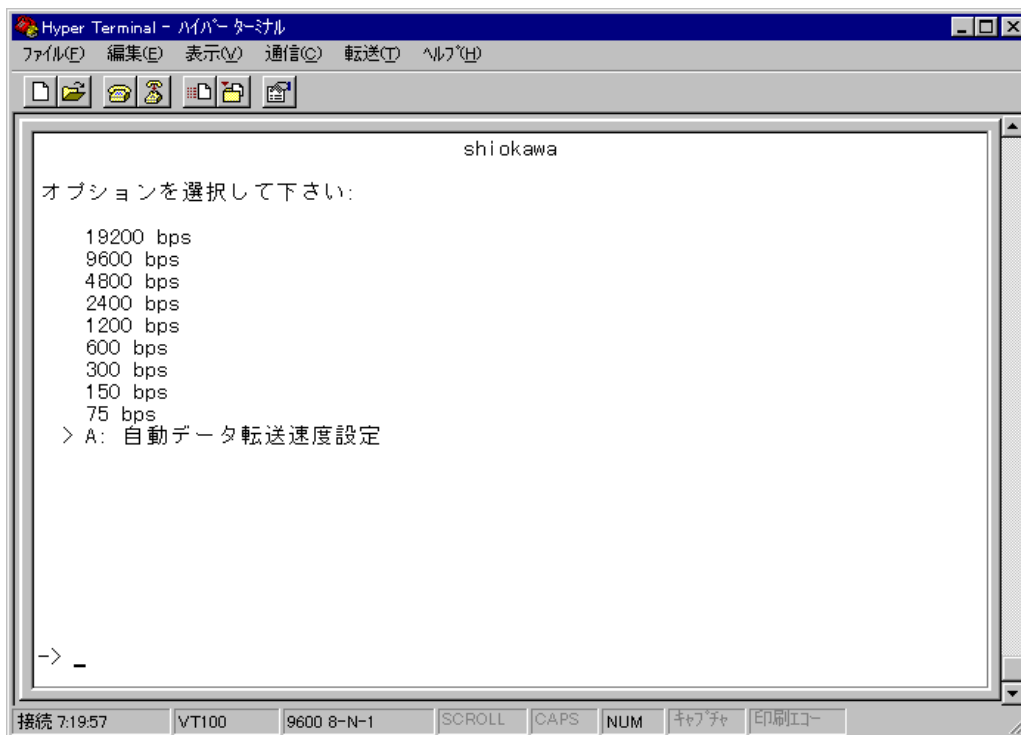 Hyper Terminal - ﾊｲﾊﾟｰ ﾀｰﾐﾅﾙ
ﾌｧｲﾙ(F) 編集(E) 表示(V) 通信(C) 転送(T) ﾍﾙﾌﾟ(H)
shiokawa
オプションを選択して下さい:
19200 bps
9600 bps
4800 bps
2400 bps
1200 bps
600 bps
300 bps
150 bps
75 bps
> A: 自動データ転送速度設定
-> _
接続 7:19:57 VT100 9600 8-N-1 SCROLL CAPS NUM ｷｬﾌﾟﾁｬ 印刷ｴｺｰ